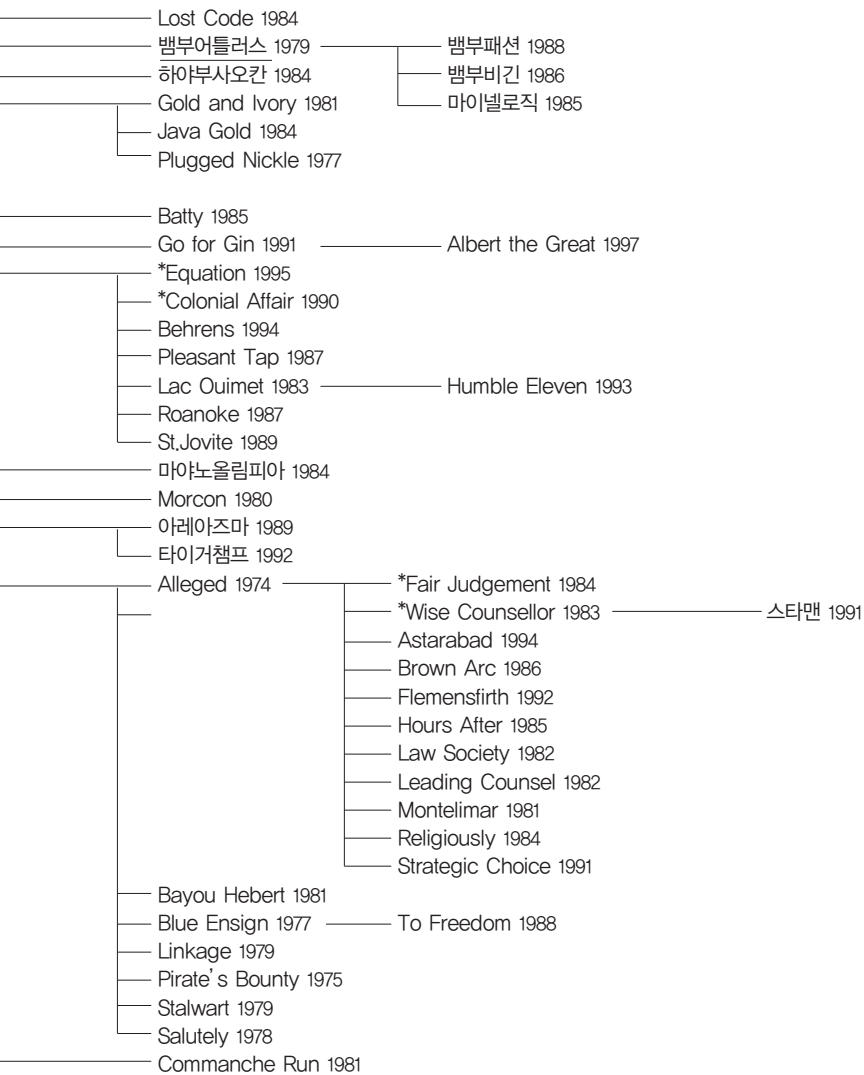 Lost Code 1984
뱀부어틀러스 1979 뱀부패션 1988
하야부사오칸 1984 뱀부비긴 1986
Gold and Ivory 1981 마이넬로직 1985
Java Gold 1984
Plugged Nickle 1977
Batty 1985
Go for Gin 1991 Albert the Great 1997
*Equation 1995
*Colonial Affair 1990
Behrens 1994
Pleasant Tap 1987
Lac Ouimet 1983 Humble Eleven 1993
Roanoke 1987
St.Jovite 1989
마야노올림피아 1984
Morcon 1980
아레아즈마 1989
타이거챔프 1992
Alleged 1974 *Fair Judgement 1984
*Wise Counsellor 1983 스타맨 1991
Astarabad 1994
Brown Arc 1986
Flemensfirth 1992
Hours After 1985
Law Society 1982
Leading Counsel 1982
Montelimar 1981
Religiously 1984
Strategic Choice 1991
Bayou Hebert 1981
Blue Ensign 1977 To Freedom 1988
Linkage 1979
Pirate's Bounty 1975
Stalwart 1979
Salutely 1978
Commanche Run 1981